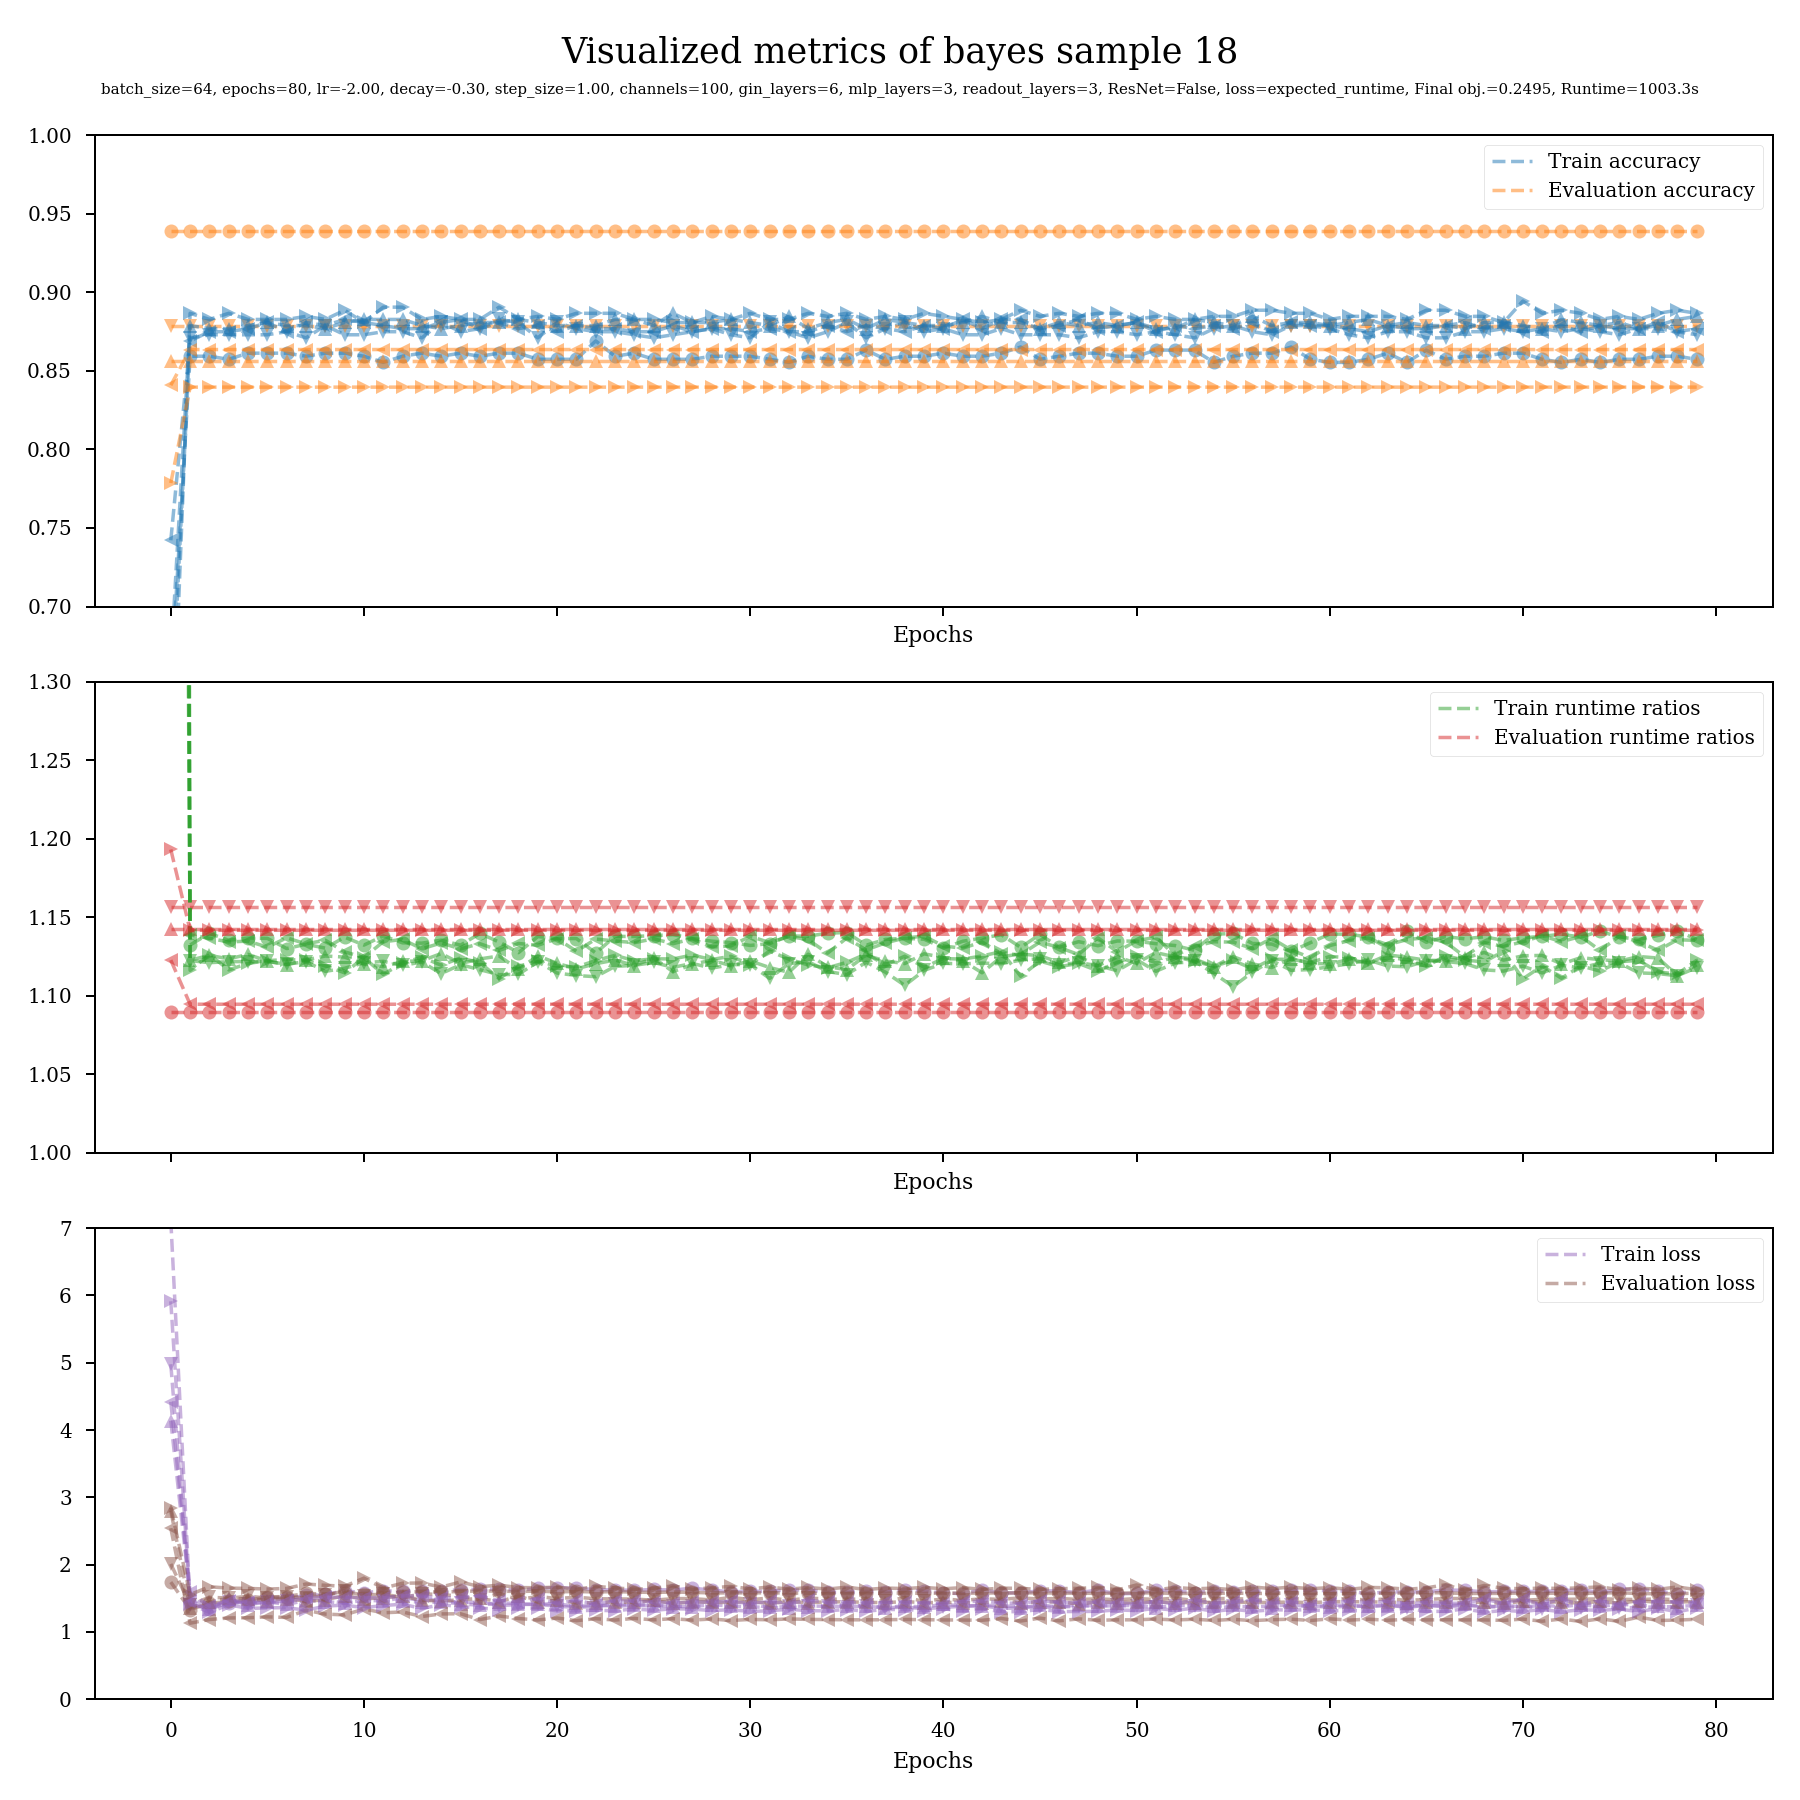 Visualized metrics of bayes sample 18
batch_size=64, epochs=80, lr=-2.00, decay=-0.30, step_size=1.00, channels=100, gin_layers=6, mlp_layers=3, readout_layers=3, ResNet=False, loss=expected_runtime, Final obj.=0.2495, Runtime=1003.3s
1.00
0.95
0.90
0.85
0.80
0.75
0.70
Train accuracy
Evaluation accuracy
Epochs
1.30
1.25
1.20
1.15
1.10
1.05
1.00
Train runtime ratios
Evaluation runtime ratios
Epochs
7
6
5
4
3
2
1
0
Train loss
Evaluation loss
0 10 20 30 40 50 60 70 80
Epochs